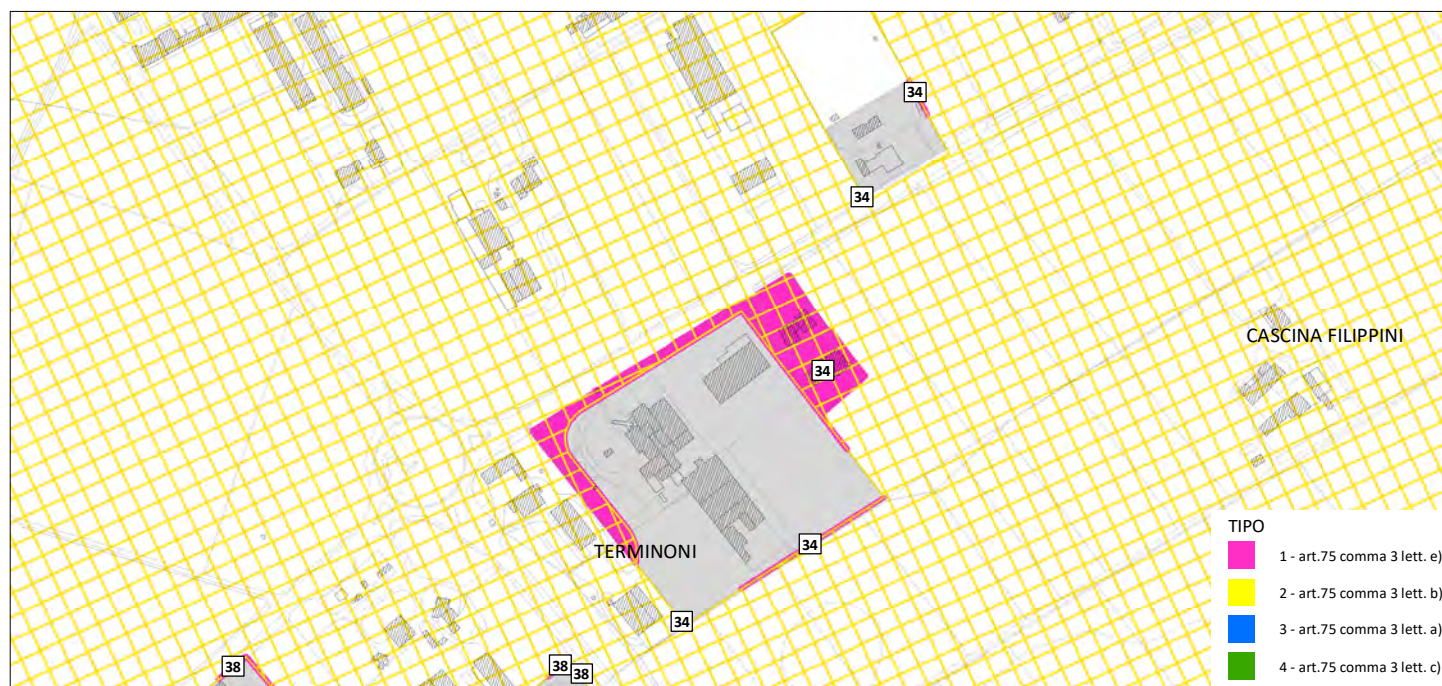 34
34
CASCINA FILIPPINI
34
TERMINONI
34
34
38
38
38
TIPO
1 - art.75 comma 3 lett. e)
2 - art.75 comma 3 lett. b)
3 - art.75 comma 3 lett. a)
4 - art.75 comma 3 lett. c)